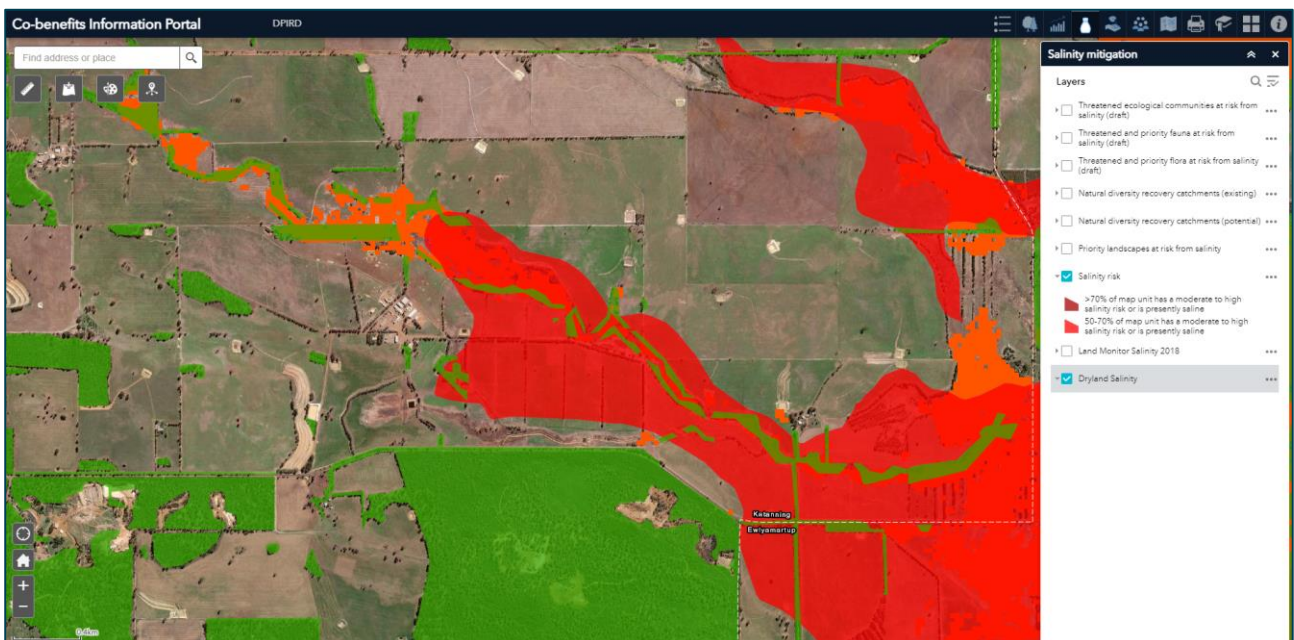 Co-benefits Information Portal
DPIRD
Find address or place
Salinity mitigation
Layers
Threatened ecological communities at risk from
salinity (draft)
Threatened and priority fauna at risk from
salinity (draft)
Threatened and priority flora at risk from salinity
(draft)
Natural diversity recovery catchments (existing)
Natural diversity recovery catchments (potential)
Priority landscapes at risk from salinity
Salinity risk
>70% of map unit has a moderate to high
salinity risk or is presently saline
50-70% of map unit has a moderate to high
salinity risk or is presently saline
Land Monitor Salinity 2018
Dryland Salinity
Katanning
Ewlyamartup
+
−
0.4km